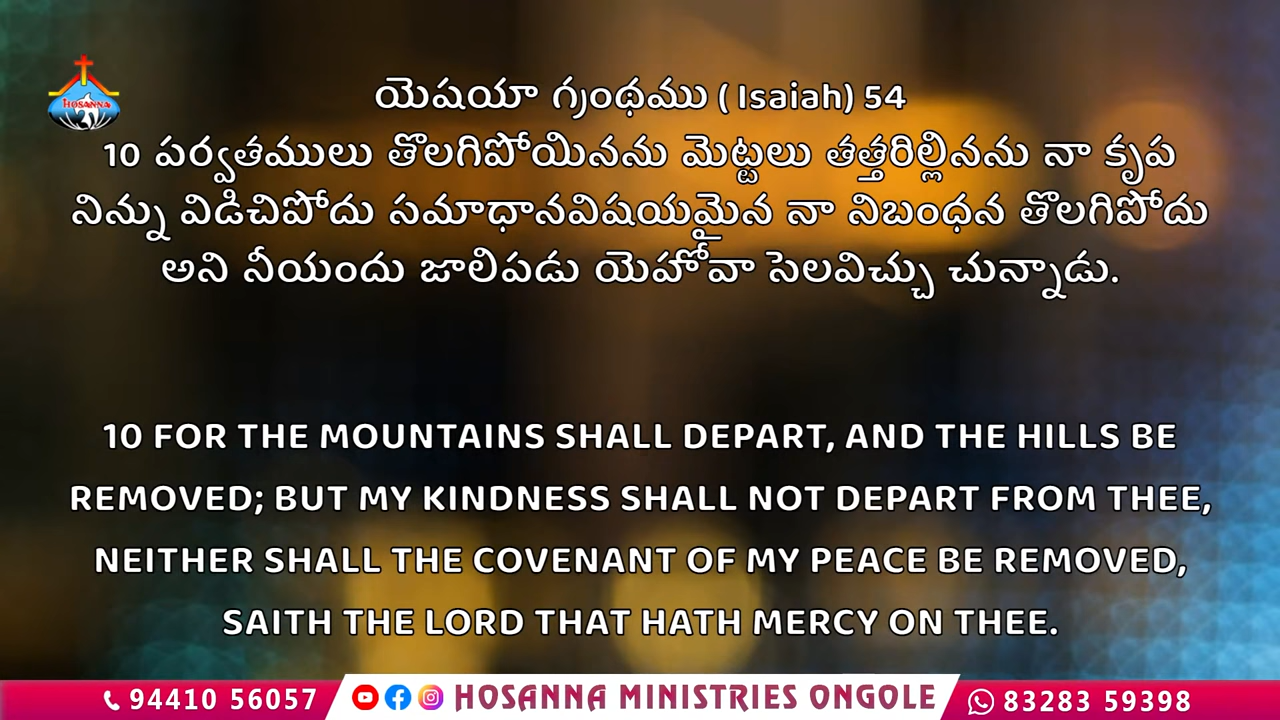 HOSANNA
యెషయా గ్రంథము ( Isaiah) 54
10 పర్వతములు తొలగిపోయినను మెట్టలు తత్తరిల్లినను నా కృప
నిన్ను విడిచిపోదు సమాధానవిషయమైన నా నిబంధన తొలగిపోదు
అని నీయందు జాలిపడు యెహోవా సెలవిచ్చు చున్నాడు.
10 FOR THE MOUNTAINS SHALL DEPART, AND THE HILLS BE
REMOVED; BUT MY KINDNESS SHALL NOT DEPART FROM THEE,
NEITHER SHALL THE COVENANT OF MY PEACE BE REMOVED,
SAITH THE LORD THAT HATH MERCY ON THEE.
94410 56057 HOSANNA MINISTRIES ONGOLE 83283 59398